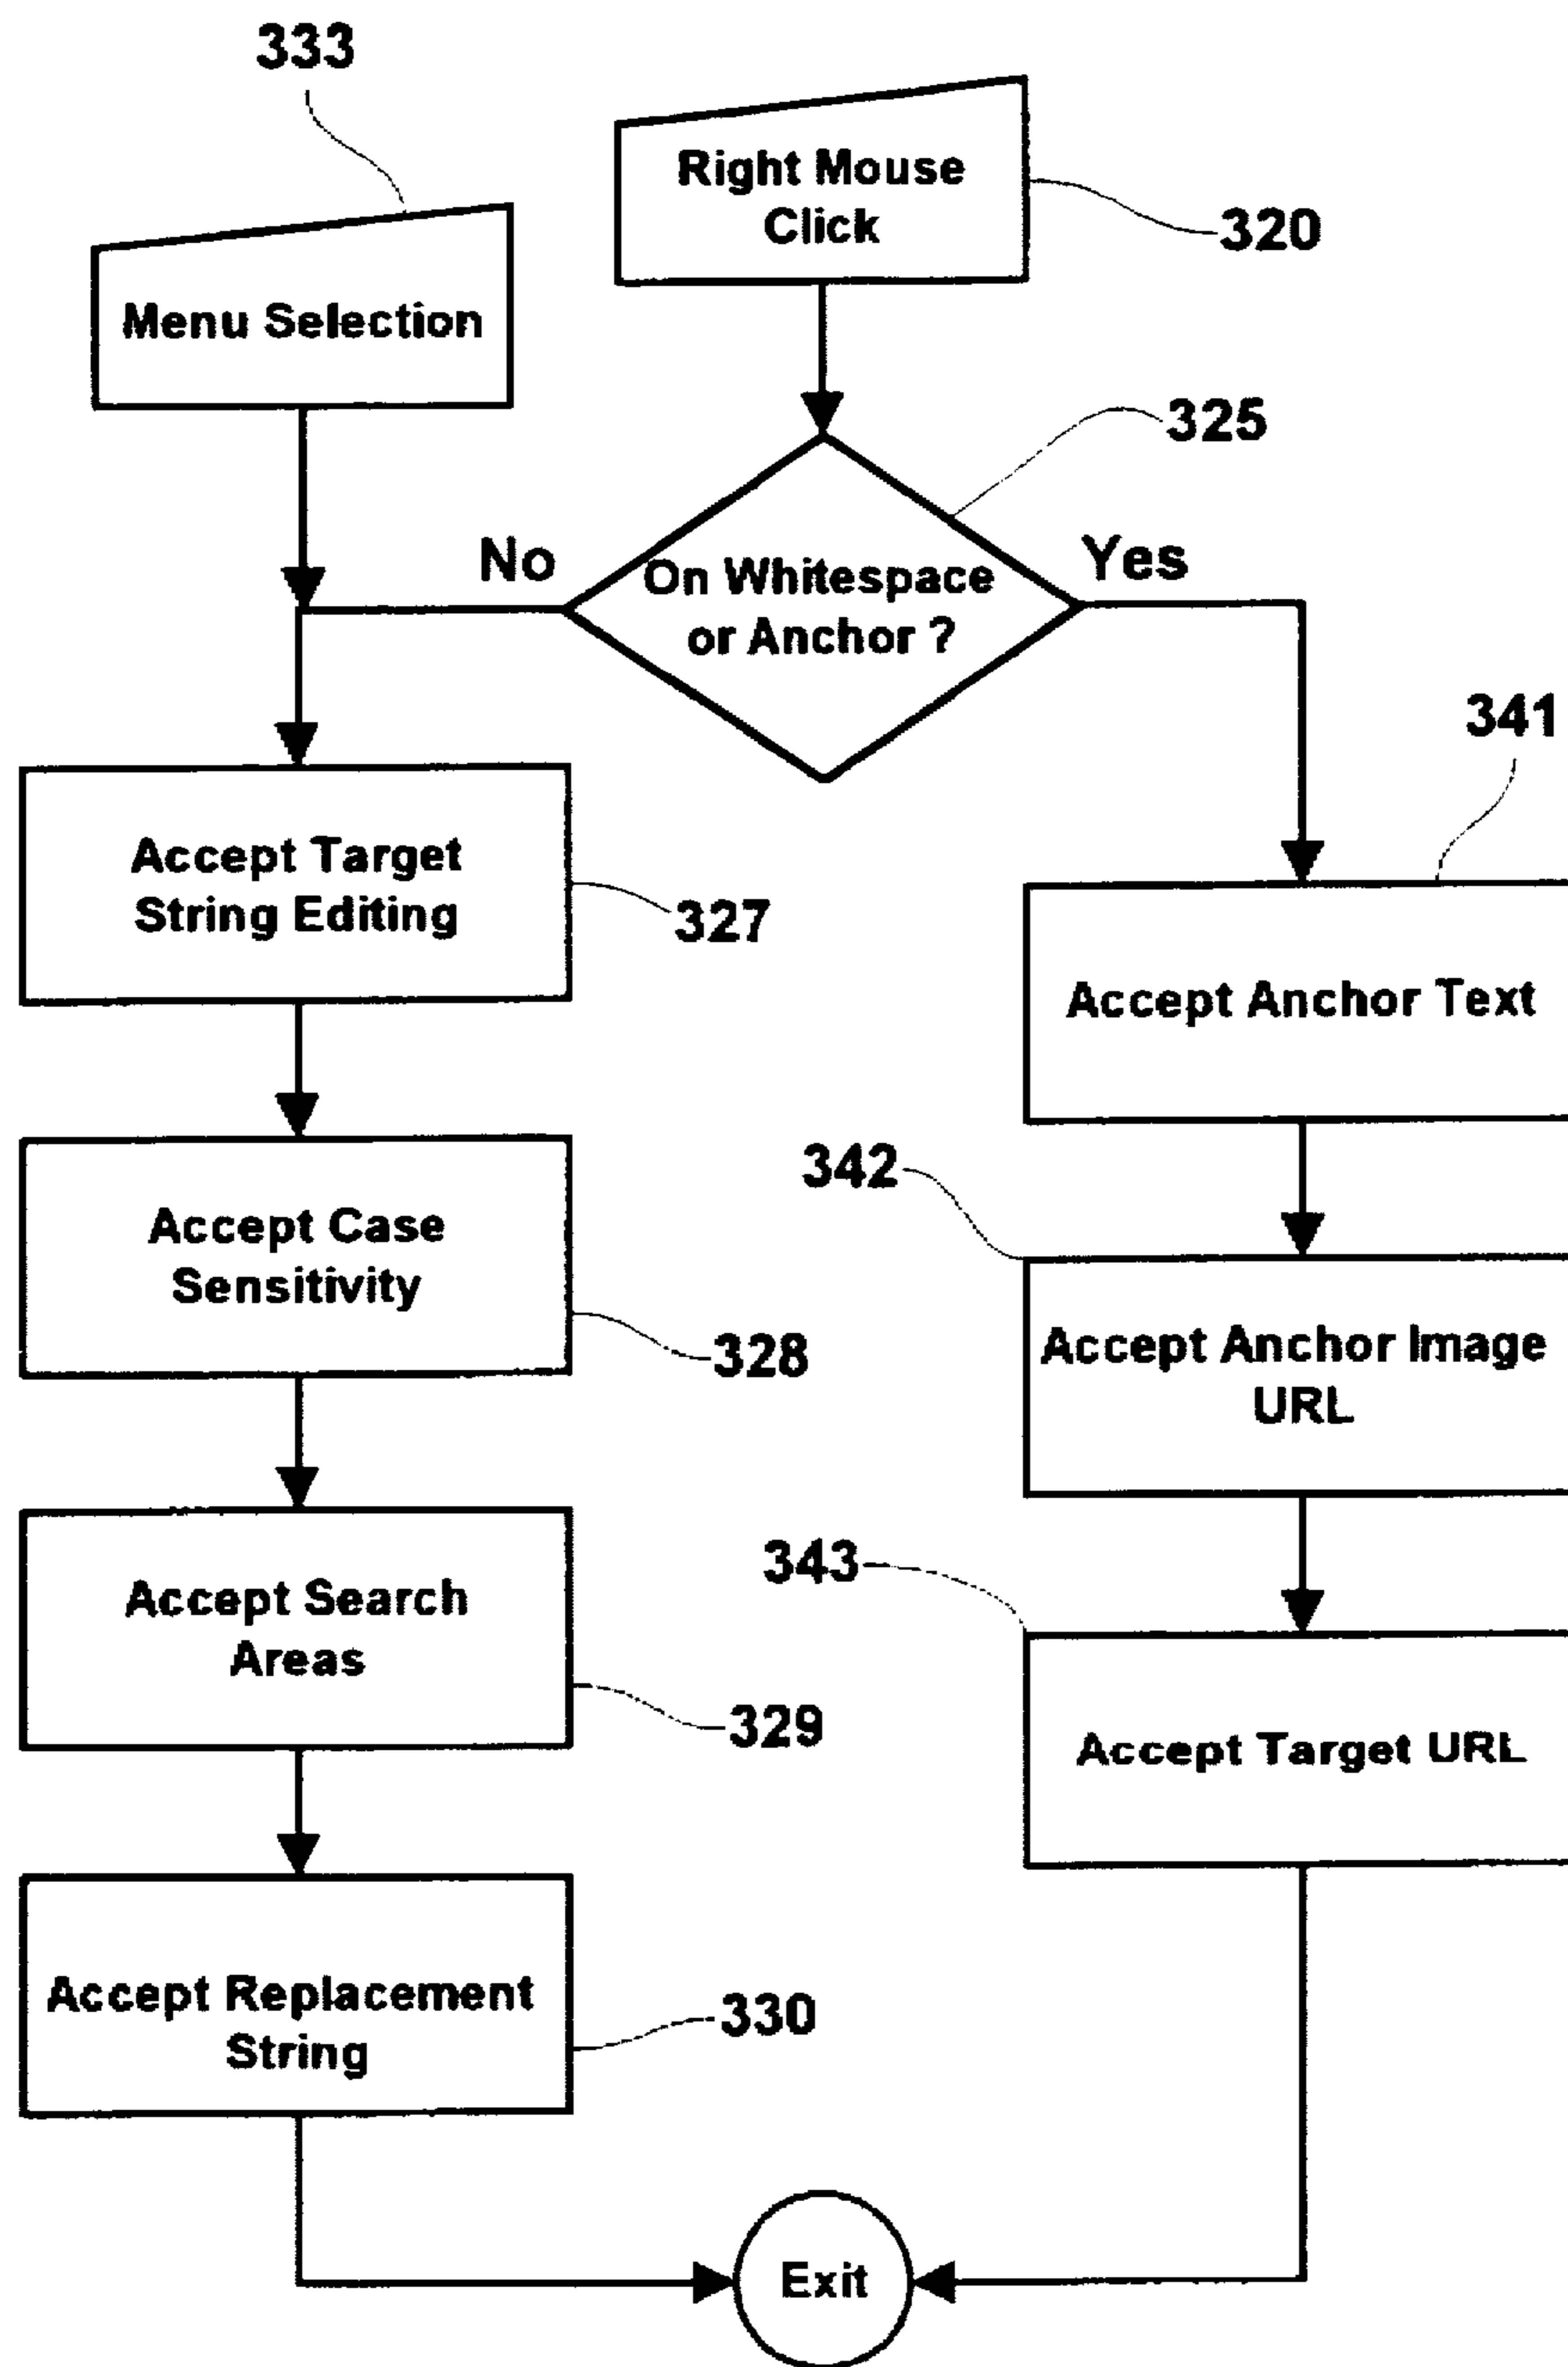 333
Right Mouse
Click
320
Menu Selection
325
No
On Whitespace
or Anchor ?
Yes
341
Accept Target
String Editing
327
Accept Anchor Text
342
Accept Case
Sensitivity
328
Accept Anchor Image
URL
343
Accept Search
Areas
329
Accept Target URL
Accept Replacement
String
330
Exit